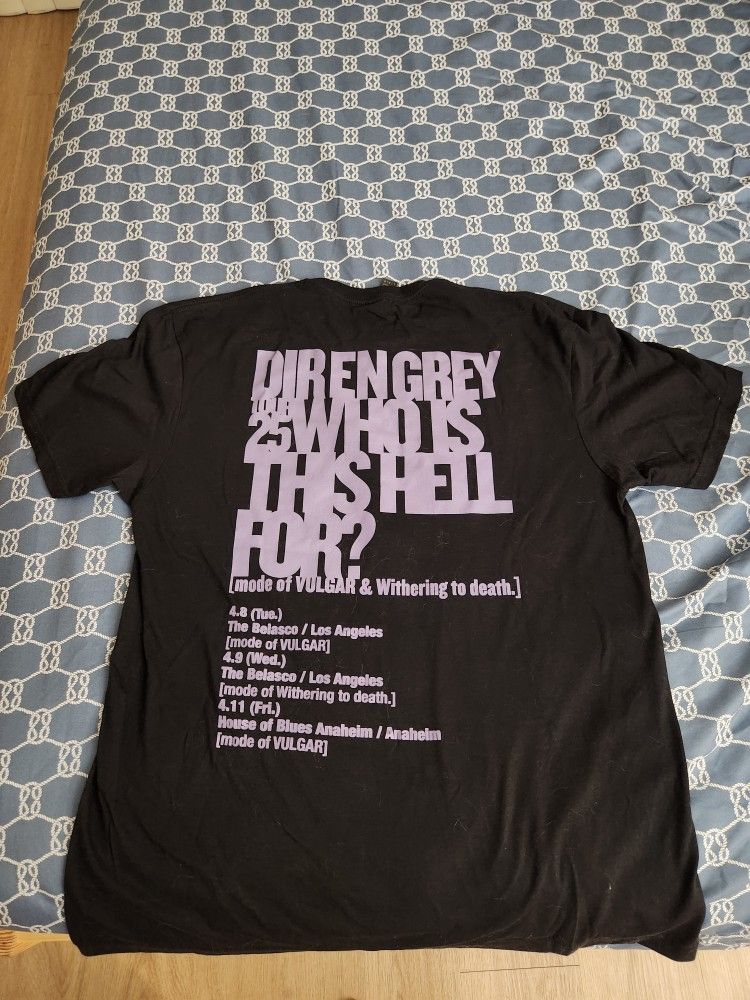 DIR EN GREY
TOUR
25 WHO IS
THIS HELL
FOR?
[mode of VULGAR & Withering to death.]
4.8 (Tue.)
The Belasco / Los Angeles
[mode of VULGAR]
4.9 (Wed.)
The Belasco / Los Angeles
[mode of Withering to death.]
4.11 (Fri.)
House of Blues Anaheim / Anaheim
[mode of VULGAR]